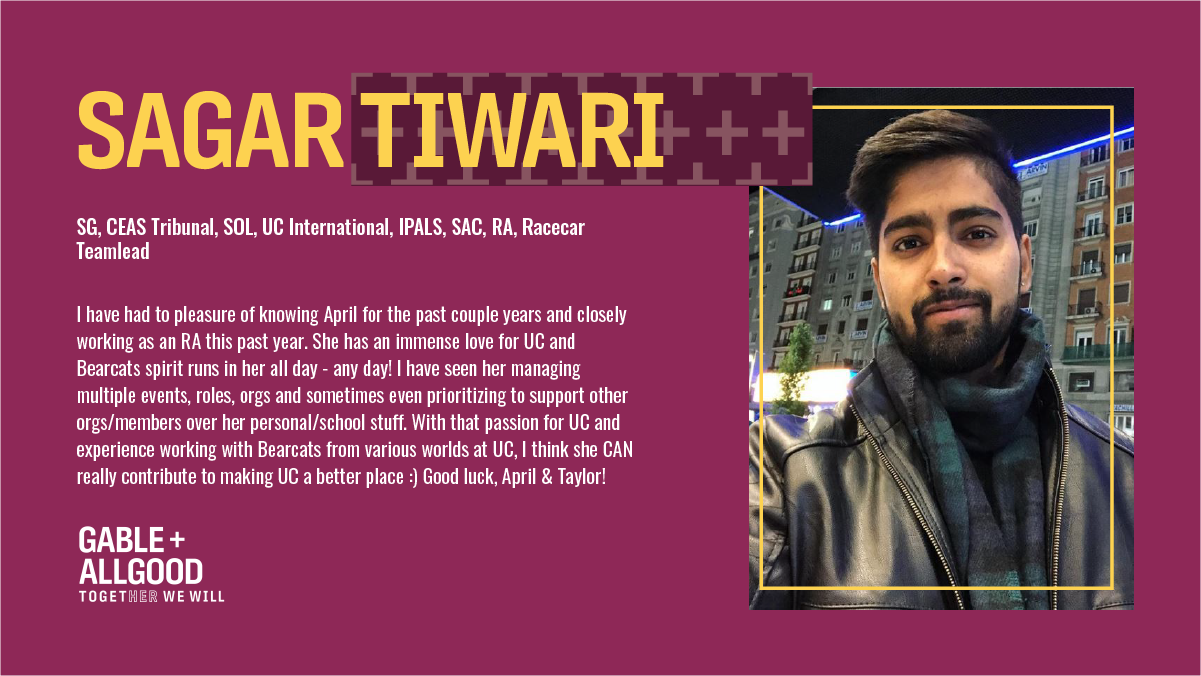 SAGAR TIWARI
SG, CEAS Tribunal, SOL, UC International, IPALS, SAC, RA, Racecar
Teamlead
I have had to pleasure of knowing April for the past couple years and closely
working as an RA this past year. She has an immense love for UC and
Bearcats spirit runs in her all day - any day! I have seen her managing
multiple events, roles, orgs and sometimes even prioritizing to support other
orgs/members over her personal/school stuff. With that passion for UC and
experience working with Bearcats from various worlds at UC, I think she CAN
really contribute to making UC a better place :) Good luck, April & Taylor!
GABLE +
ALLGOOD
TOGETHER WE WILL